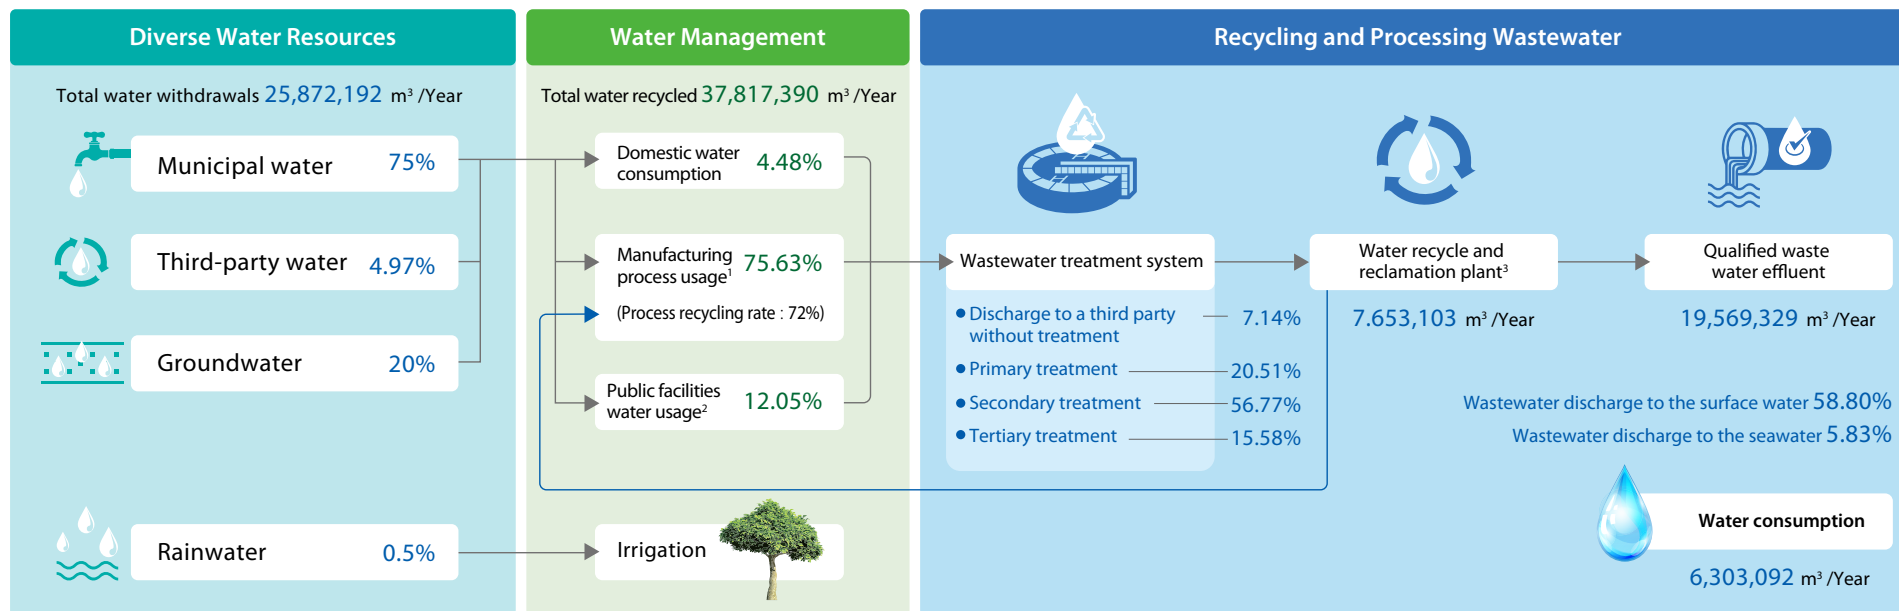 Diverse Water Resources
Total water withdrawals 25,872,192 m³ /Year
Municipal water 75%
Third-party water 4.97%
Groundwater 20%
Rainwater 0.5%
Water Management
Total water recycled 37,817,390 m³ /Year
Domestic water
consumption 4.48%
Manufacturing
process usage¹ 75.63%
(Process recycling rate : 72%)
Public facilities
water usage² 12.05%
Irrigation
Recycling and Processing Wastewater
Wastewater treatment system
• Discharge to a third party
without treatment 7.14%
• Primary treatment 20.51%
• Secondary treatment 56.77%
• Tertiary treatment 15.58%
Water recycle and
reclamation plant³
7.653,103 m³ /Year
Qualified waste
water effluent
19,569,329 m³ /Year
Wastewater discharge to the surface water 58.80%
Wastewater discharge to the seawater 5.83%
Water consumption
6,303,092 m³ /Year